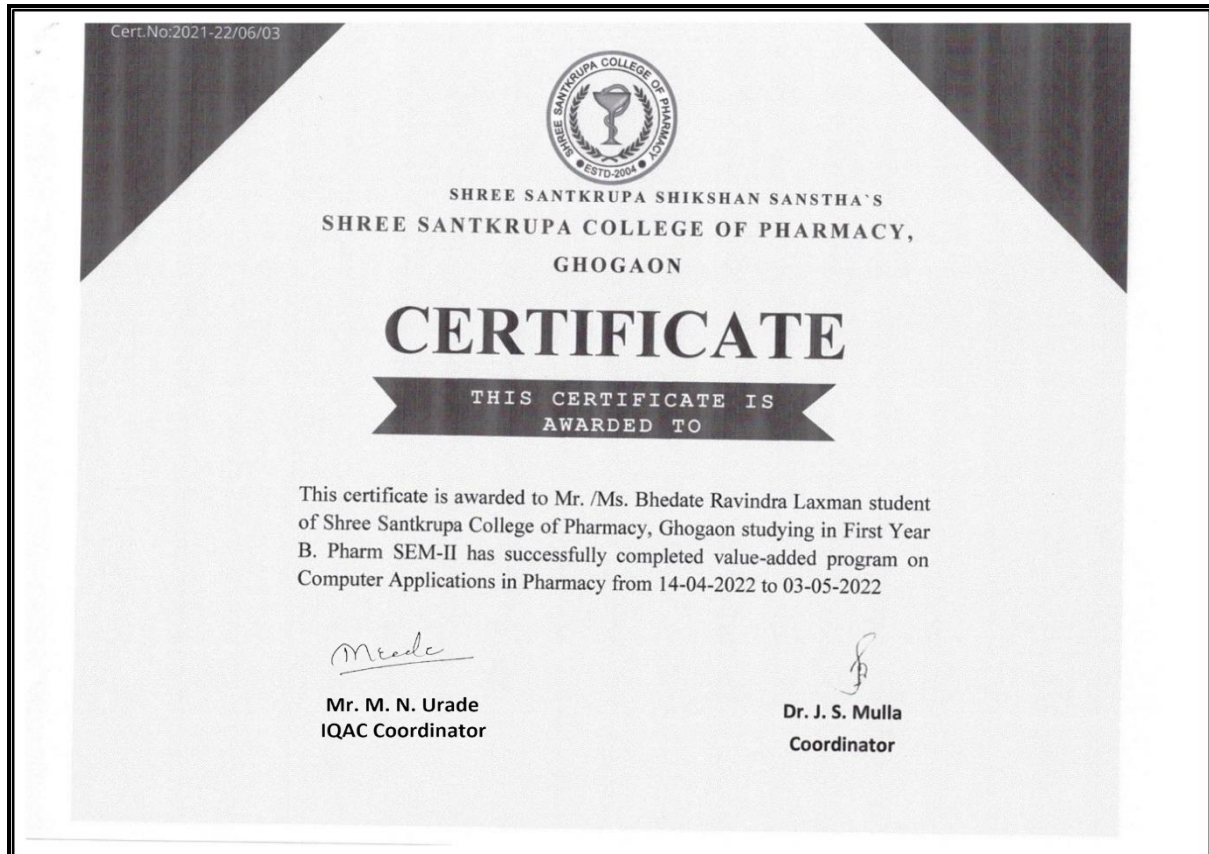 Cert.No:2021-22/06/03
SHREE SANTKRUPA COLLEGE OF PHARMACY
ESTD-2004
SHREE SANTKRUPA SHIKSHAN SANSTHA`S
SHREE SANTKRUPA COLLEGE OF PHARMACY,
GHOGAON
CERTIFICATE
THIS CERTIFICATE IS
AWARDED TO
This certificate is awarded to Mr. /Ms. Bhedate Ravindra Laxman student
of Shree Santkrupa College of Pharmacy, Ghogaon studying in First Year
B. Pharm SEM-II has successfully completed value-added program on
Computer Applications in Pharmacy from 14-04-2022 to 03-05-2022
Mr. M. N. Urade
IQAC Coordinator
Dr. J. S. Mulla
Coordinator